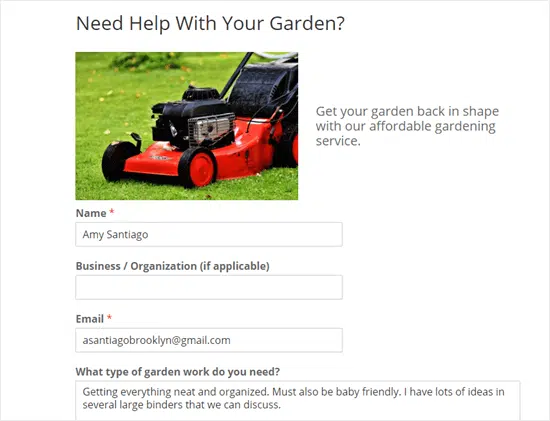 Need Help With Your Garden?
Get your garden back in shape
with our affordable gardening
service.
Name *
Amy Santiago
Business / Organization (if applicable)
Email *
asantiagobrooklyn@gmail.com
What type of garden work do you need?
Getting everything neat and organized. Must also be baby friendly. I have lots of ideas in
several large binders that we can discuss.